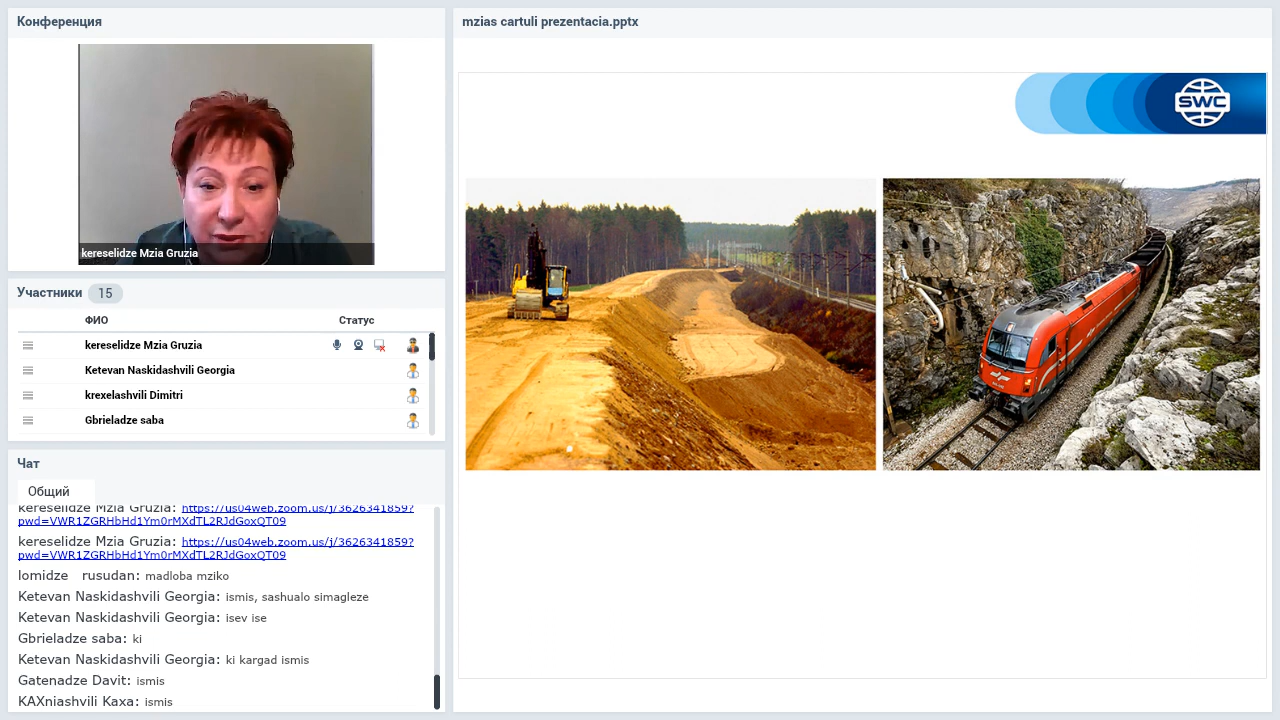 Конференция
kereselidze Mzia Gruzia
Участники 15
ФИО Статус
kereselidze Mzia Gruzia
Ketevan Naskidashvili Georgia
krexelashvili Dimitri
Gbrieladze saba
Чат
Общий
kereselidze Mzia Gruzia: https://us04web.zoom.us/j/3626341859?
pwd=VWR1ZGRHbHd1Ym0rMXdTL2RJdGoxQT09
kereselidze Mzia Gruzia: https://us04web.zoom.us/j/3626341859?
pwd=VWR1ZGRHbHd1Ym0rMXdTL2RJdGoxQT09
lomidze rusudan: madloba mziko
Ketevan Naskidashvili Georgia: ismis, sashualo simagleze
Ketevan Naskidashvili Georgia: isev ise
Gbrieladze saba: ki
Ketevan Naskidashvili Georgia: ki kargad ismis
Gatenadze Davit: ismis
KAXniashvili Kaxa: ismis
mzias cartuli prezentacia.pptx
SWC